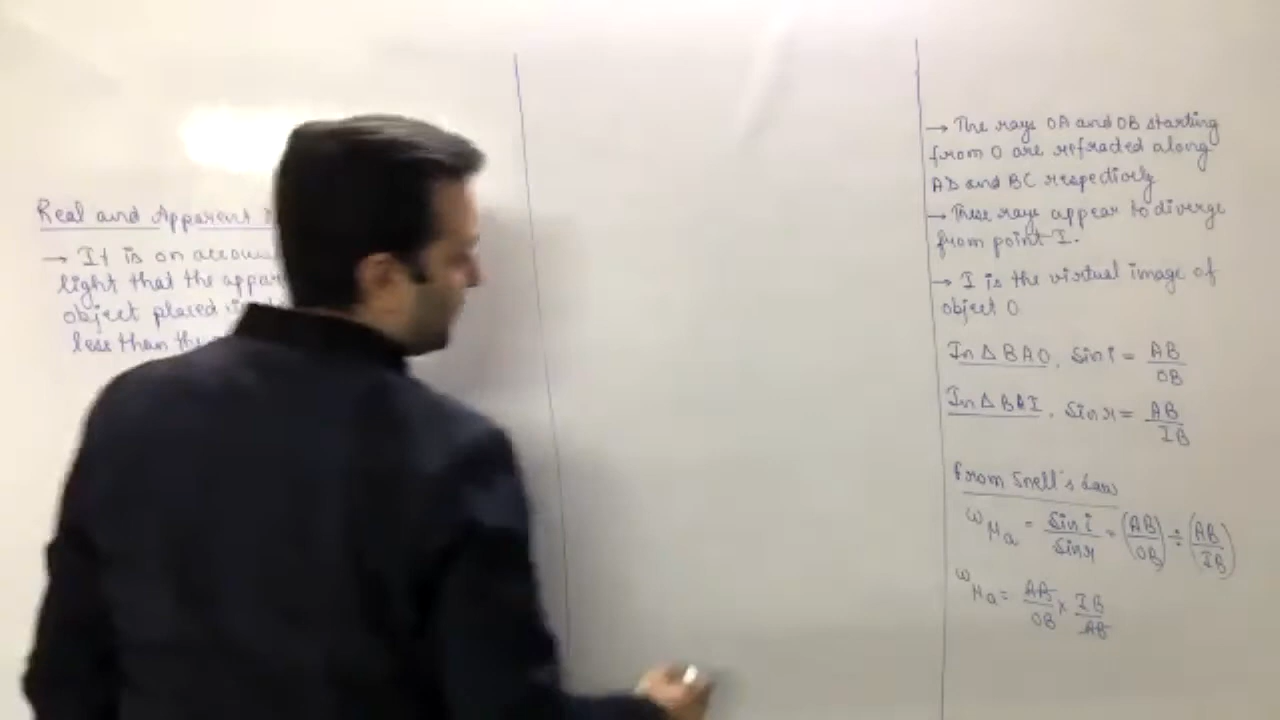 Real and Apparent
→ It is on accou
light that the appar
object placed i
less than the
→ The rays OA and OB starting
from O are refracted along
AD and BC respectively
→ These rays appear to diverge
from point I.
→ I is the virtual image of
object O
In Δ BAO, Sin i = AB/OB
In Δ BAI, Sin r = AB/IB
From Snell's Law
ωμa = Sin i/Sin r = (AB/OB) ÷ (AB/IB)
ωμa = AB/OB × IB/AB